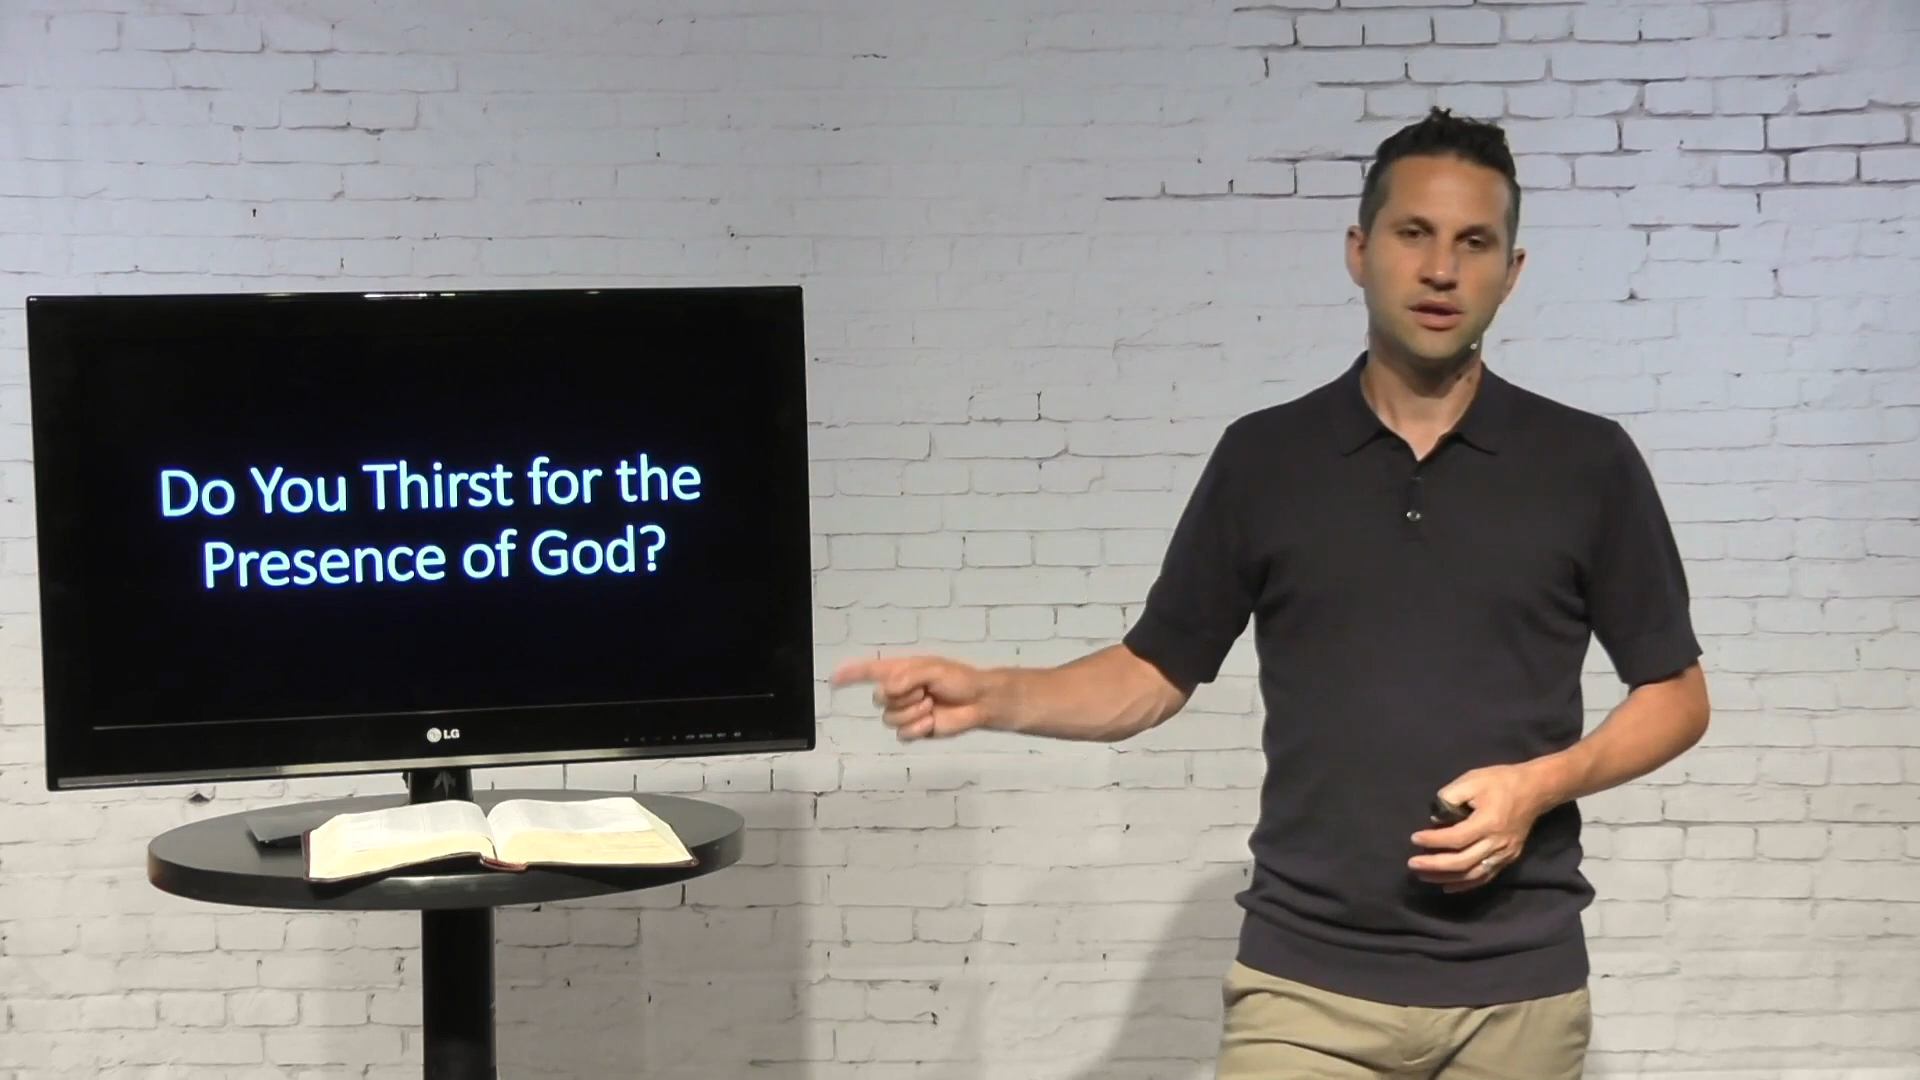 Do You Thirst for the
Presence of God?
LG